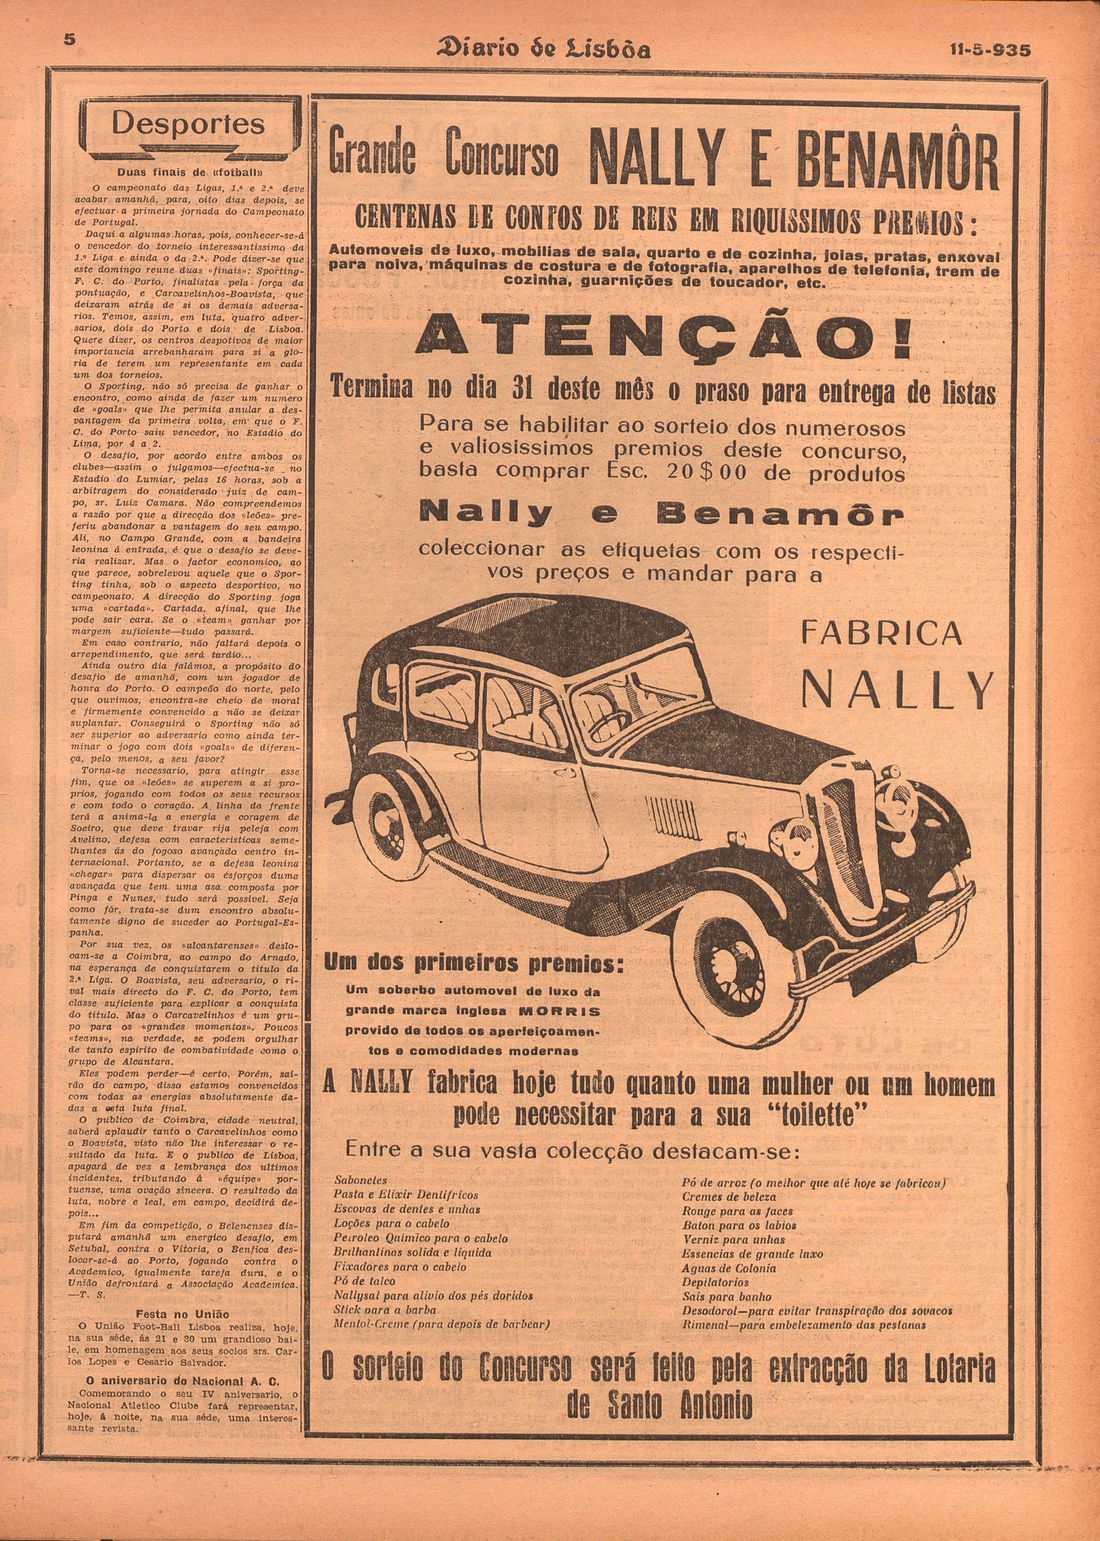 5
Diario de Lisbôa
11-5-935
Desportes
Duas finais de «fotball»
O campeonato das Ligas, 1.ª e 2.ª deve
acabar amanhã, para, oito dias depois, se
efectuar a primeira jornada do Campeonato
de Portugal.
Daqui a algumas horas, pois, conhecer-se-á
o vencedor do torneio interessantissimo da
1.ª Liga e ainda o da 2.ª. Pode dizer-se que
este domingo reune duas «finais»: Sporting-
F. C. do Porto, finalistas pela força da
pontuação, e Carcavelinhos-Boavista, que
deixaram atrás de si os demais adversa-
rios. Temos, assim, em luta, quatro adver-
sarios, dois do Porto e dois de Lisboa.
Quere dizer, os centros despotivos de maior
importancia arrebanharam para si a glo-
ria de terem um representante em cada
um dos torneios.
O Sporting, não só precisa de ganhar o
encontro, como ainda de fazer um numero
de «goals» que lhe permita anular a des-
vantagem da primeira volta, em que o F.
C. do Porto saiu vencedor, no Estadio do
Lima, por 4 a 2.
O desafio, por acordo entre ambos os
clubes—assim o julgamos—efectua-se no
Estadio do Lumiar, pelas 16 horas, sob a
arbitragem do considerado juiz de cam-
po, sr. Luiz Camara. Não compreendemos
a razão por que a direcção dos «leões» pre-
feriu abandonar a vantagem do seu campo.
Ali, no Campo Grande, com a bandeira
leonina á entrada, é que o desafio se deve-
ria realizar. Mas o factor economico, ao
que parece, sobrelevou aquele que o Spor-
ting tinha, sob o aspecto desportivo, no
campeonato. A direcção do Sporting joga
uma «cartada». Cartada, afinal, que lhe
pode sair cara. Se o «team» ganhar por
margem suficiente—tudo passará.
Em caso contrario, não faltará depois o
arrependimento, que será tardio...
Ainda outro dia falámos, a propósito do
desafio de amanhã, com um jogador de
honra do Porto. O campeão do norte, pelo
que ouvimos, encontra-se cheio de moral
e firmemente convencido a não se deixar
suplantar. Conseguirá o Sporting não só
ser superior ao adversario como ainda ter-
minar o jogo com dois «goals» de diferen-
ça, pelo menos, a seu favor?
Torna-se necessario, para atingir esse
fim, que os «leões» se superem a si pro-
prios, jogando com todos os seus recursos
e com todo o coração. A linha da frente
terá a anima-la a energia e coragem de
Soeiro, que deve travar rija peleja com
Avelino, defesa com caracteristicas seme-
lhantes ás do fogoso avançado centro in-
ternacional. Portanto, se a defesa leonina
«chegar» para dispersar os ésforços duma
avançada que tem uma asa composta por
Pinga e Nunes, tudo será possivel. Seja
como fôr, trata-se dum encontro absolu-
tamente digno de suceder ao Portugal-Es-
panha.
Por sua vez, os «alcantarenses» deslo-
cam-se a Coimbra, ao campo do Arnado,
na esperança de conquistarem o titulo da
2.ª Liga. O Boavista, seu adversario, o ri-
val mais directo do F. C. do Porto, tem
classe suficiente para explicar a conquista
do titulo. Mas o Carcavelinhos é um gru-
po para os «grandes momentos». Poucos
«teams», na verdade, se podem orgulhar
de tanto espirito de combatividade como o
grupo de Alcantara.
Eles podem perder—é certo. Porém, sai-
rão do campo, disso estamos convencidos
com todas as energias absolutamente da-
das a esta luta final.
O publico de Coimbra, cidade neutral,
saberá aplaudir tanto o Carcavelinhos como
o Boavista, visto não lhe interessar o re-
sultado da luta. E o publico de Lisboa,
apagará de vez a lembrança dos ultimos
incidentes, tributando á «équipe» por-
tuense, uma ovação sincera. O resultado da
luta, nobre e leal, em campo, decidirá de-
pois...
Em fim da competição, o Belenenses dis-
putará amanhã um energico desafio, em
Setubal, contra o Vitoria, o Benfica des-
locar-se-á ao Porto, jogando contra o
Academico, igualmente tarefa dura, e o
União defrontará a Associação Academica.
—T. S.
Festa no União
O União Foot-Ball Lisboa realiza, hoje,
na sua séde, ás 21 e 30 um grandioso bai-
le, em homenagem aos seus socios srs. Car-
los Lopes e Cesario Salvador.
O aniversario do Nacional A. C.
Comemorando o seu IV aniversario, o
Nacional Atletico Clube fará representar,
hoje, á noite, na sua séde, uma interes-
sante revista.
Grande Concurso NALLY E BENAMÔR
CENTENAS DE CONTOS DE REIS EM RIQUISSIMOS PREMIOS:
Automoveis de luxo, mobilias de sala, quarto e de cozinha, joias, pratas, enxoval
para noiva, máquinas de costura e de fotografia, aparelhos de telefonia, trem de
cozinha, guarnições de toucador, etc.
ATENÇÃO!
Termina no dia 31 deste mês o praso para entrega de listas
Para se habilitar ao sorteio dos numerosos
e valiosissimos premios deste concurso,
basta comprar Esc. 20$00 de produtos
Nally e Benamôr
coleccionar as etiquetas com os respecti-
vos preços e mandar para a
FABRICA
NALLY
Um dos primeiros premios:
Um soberbo automovel de luxo da
grande marca inglesa MORRIS
provido de todos os aperfeiçoamen-
tos e comodidades modernas
A NALLY fabrica hoje tudo quanto uma mulher ou um homem
pode necessitar para a sua “toilette”
Entre a sua vasta colecção destacam-se:
Sabonetes
Pasta e Elixir Dentifricos
Escovas de dentes e unhas
Loções para o cabelo
Petroleo Quimico para o cabelo
Brilhantinas solida e liquida
Fixadores para o cabelo
Pó de talco
Nallysal para alivio dos pés doridos
Stick para a barba
Mentol-Creme (para depois de barbear)
Pó de arroz (o melhor que até hoje se fabricou)
Cremes de beleza
Rouge para as faces
Baton para os labios
Verniz para unhas
Essencias de grande luxo
Aguas de Colonia
Depilatorios
Sais para banho
Desodorol—para evitar transpiração dos sovacos
Rimenal—para embelezamento das pestanas
O sorteio do Concurso será feito pela extracção da Lotaria
de Santo Antonio